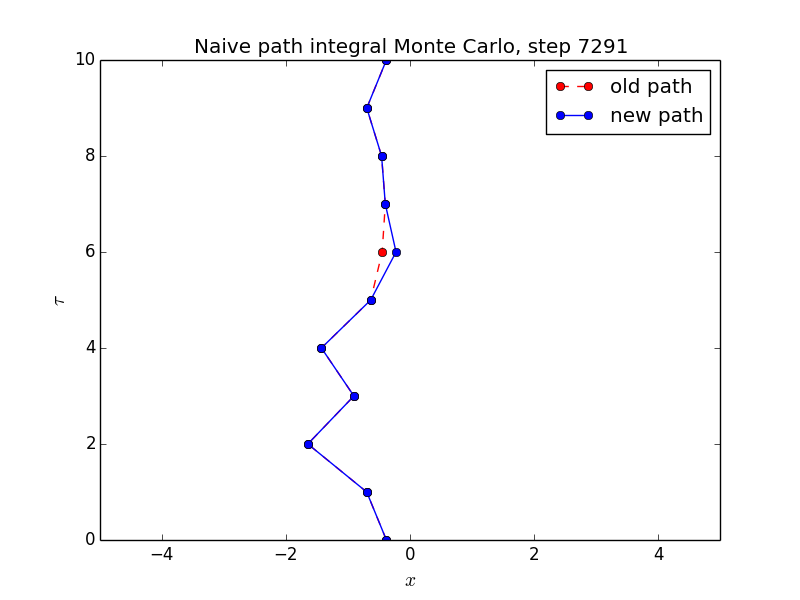 Naive path integral Monte Carlo, step 7291
old path
new path
10
8
6
4
2
0
τ
−4
−2
0
2
4
x